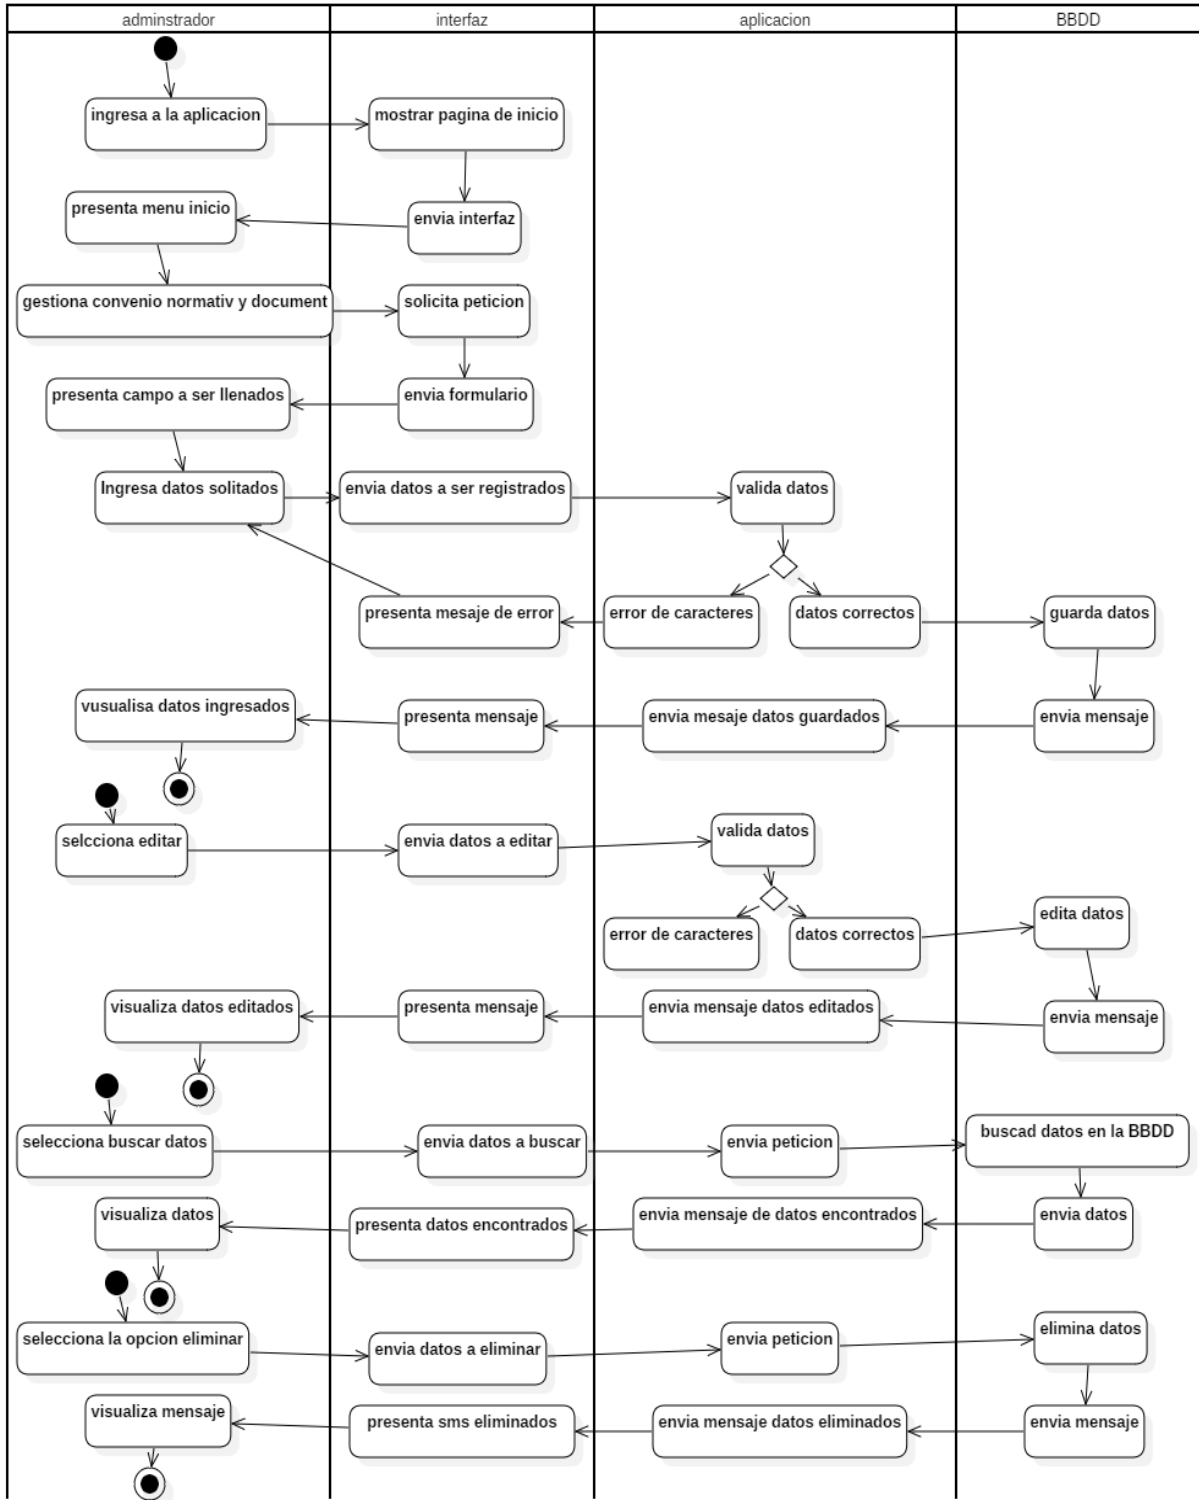 adminstrador
interfaz
aplicacion
BBDD
ingresa a la aplicacion
mostrar pagina de inicio
presenta menu inicio
envia interfaz
gestiona convenio normativ y document
solicita peticion
presenta campo a ser llenados
envia formulario
Ingresa datos solitados
envia datos a ser registrados
valida datos
presenta mesaje de error
error de caracteres
datos correctos
guarda datos
vusualisa datos ingresados
presenta mensaje
envia mesaje datos guardados
envia mensaje
selcciona editar
envia datos a editar
valida datos
error de caracteres
datos correctos
edita datos
visualiza datos editados
presenta mensaje
envia mensaje datos editados
envia mensaje
selecciona buscar datos
envia datos a buscar
envia peticion
buscad datos en la BBDD
visualiza datos
presenta datos encontrados
envia mensaje de datos encontrados
envia datos
selecciona la opcion eliminar
envia datos a eliminar
envia peticion
elimina datos
visualiza mensaje
presenta sms eliminados
envia mensaje datos eliminados
envia mensaje